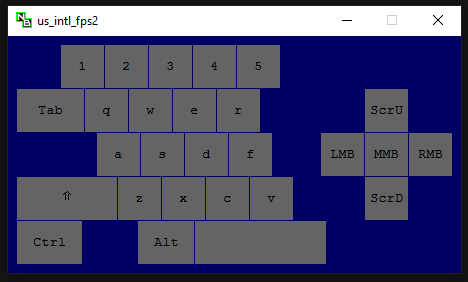 us_intl_fps2
1 2 3 4 5
Tab q w e r ScrU
a s d f LMB MMB RMB
⇧ z x c v ScrD
Ctrl Alt